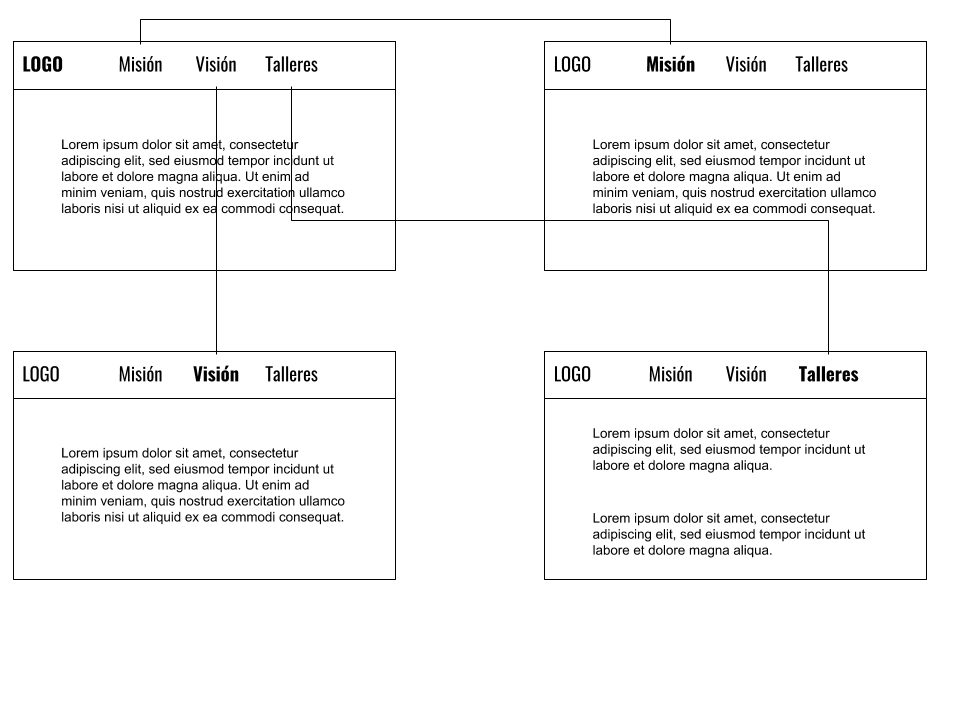 LOGO Misión Visión Talleres
Lorem ipsum dolor sit amet, consectetur
adipiscing elit, sed eiusmod tempor incidunt ut
labore et dolore magna aliqua. Ut enim ad
minim veniam, quis nostrud exercitation ullamco
laboris nisi ut aliquid ex ea commodi consequat.
LOGO Misión Visión Talleres
Lorem ipsum dolor sit amet, consectetur
adipiscing elit, sed eiusmod tempor incidunt ut
labore et dolore magna aliqua. Ut enim ad
minim veniam, quis nostrud exercitation ullamco
laboris nisi ut aliquid ex ea commodi consequat.
LOGO Misión Visión Talleres
Lorem ipsum dolor sit amet, consectetur
adipiscing elit, sed eiusmod tempor incidunt ut
labore et dolore magna aliqua. Ut enim ad
minim veniam, quis nostrud exercitation ullamco
laboris nisi ut aliquid ex ea commodi consequat.
LOGO Misión Visión Talleres
Lorem ipsum dolor sit amet, consectetur
adipiscing elit, sed eiusmod tempor incidunt ut
labore et dolore magna aliqua.
Lorem ipsum dolor sit amet, consectetur
adipiscing elit, sed eiusmod tempor incidunt ut
labore et dolore magna aliqua.